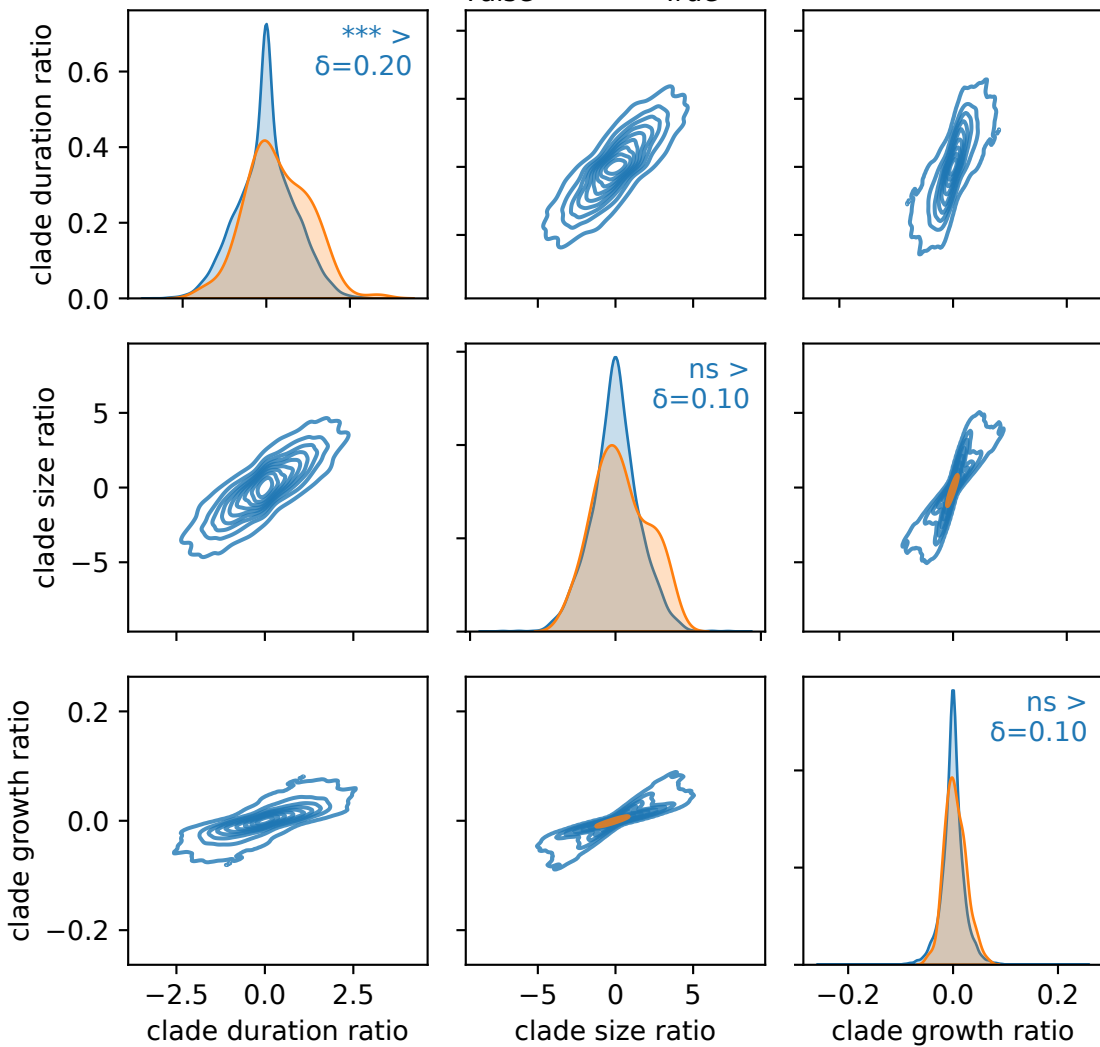 *** >
δ=0.20
clade duration ratio
0.6
0.4
0.2
0.0
ns >
δ=0.10
clade size ratio
5
0
−5
ns >
δ=0.10
clade growth ratio
0.2
0.0
−0.2
−2.5 0.0 2.5
−5 0 5
−0.2 0.0 0.2
clade duration ratio
clade size ratio
clade growth ratio